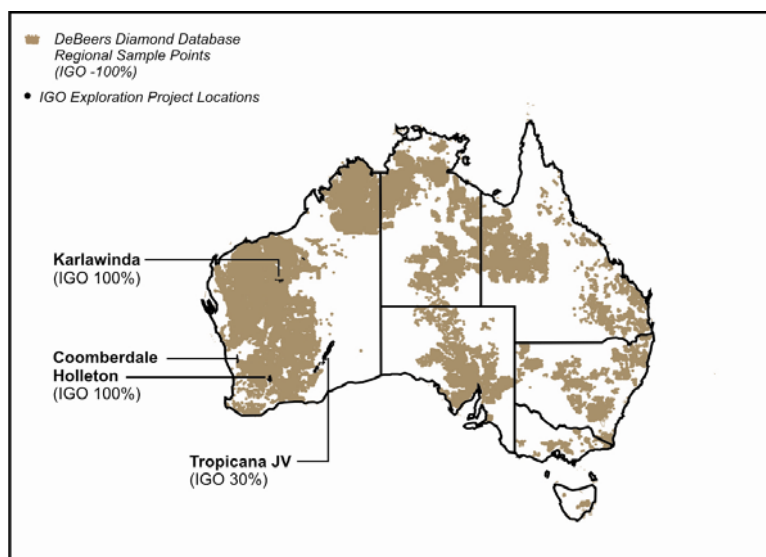 DeBeers Diamond Database
Regional Sample Points
(IGO -100%)
IGO Exploration Project Locations
Karlawinda
(IGO 100%)
Coomberdale
Holleton
(IGO 100%)
Tropicana JV
(IGO 30%)